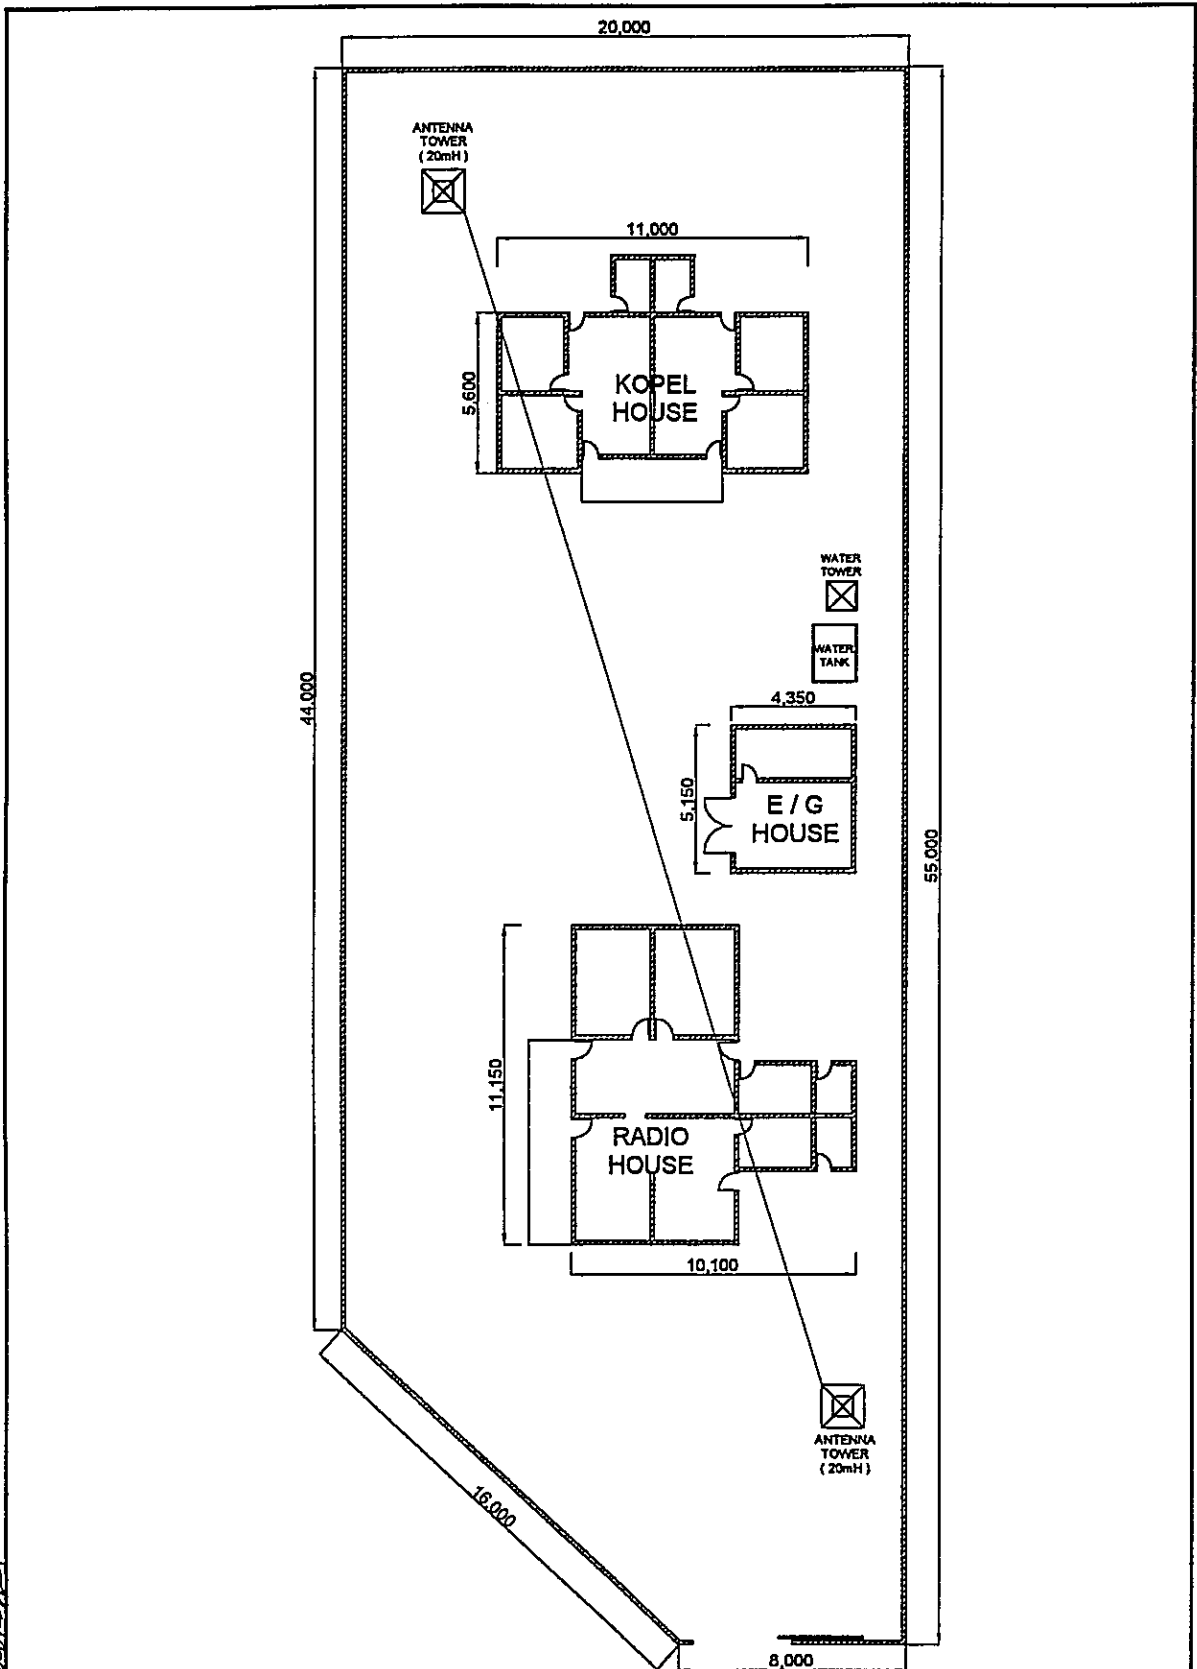 20,000
ANTENNA
TOWER
( 20mH )
11,000
5,600
KOPEL
HOUSE
WATER
TOWER
WATER
TANK
44,000
4,350
5,150
E / G
HOUSE
55,000
11,150
RADIO
HOUSE
10,100
ANTENNA
TOWER
( 20mH )
16,000
8,000